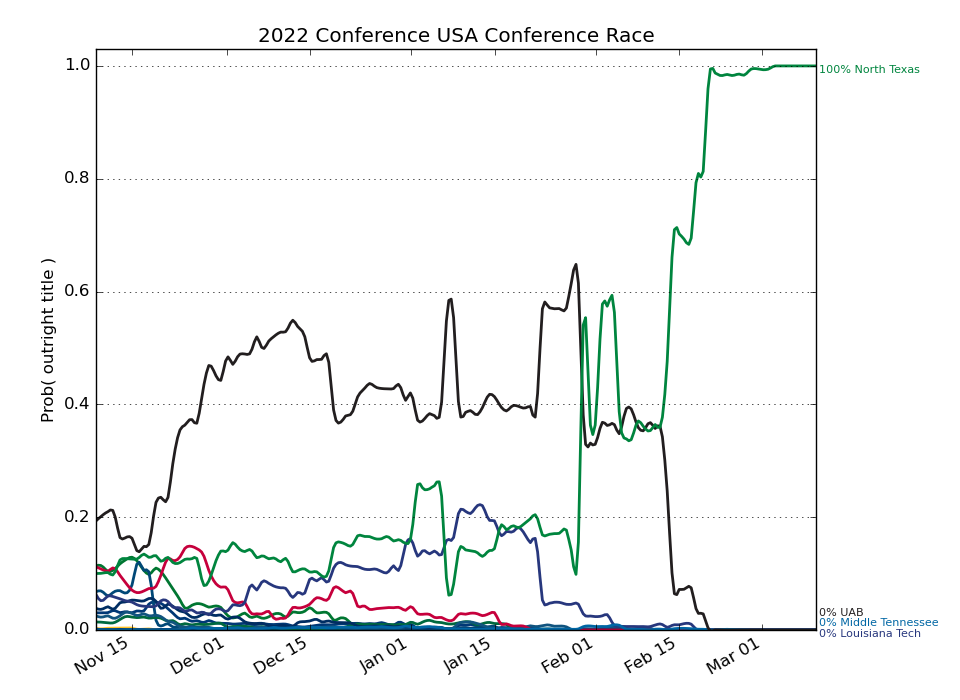 2022 Conference USA Conference Race
Prob( outright title )
1.0
0.8
0.6
0.4
0.2
0.0
Nov 15
Dec 01
Dec 15
Jan 01
Jan 15
Feb 01
Feb 15
Mar 01
100% North Texas
0% UAB
0% Middle Tennessee
0% Louisiana Tech